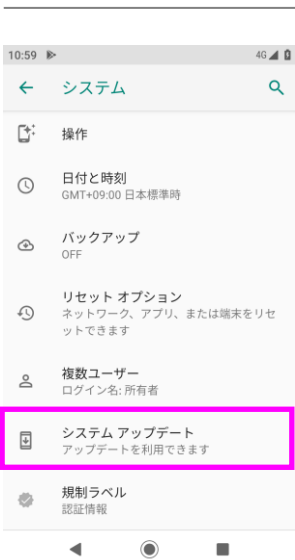 10:59 4G
システム
操作
日付と時刻
GMT+09:00 日本標準時
バックアップ
OFF
リセット オプション
ネットワーク、アプリ、または端末をリセ
ットできます
複数ユーザー
ログイン名: 所有者
システム アップデート
アップデートを利用できます
規制ラベル
認証情報